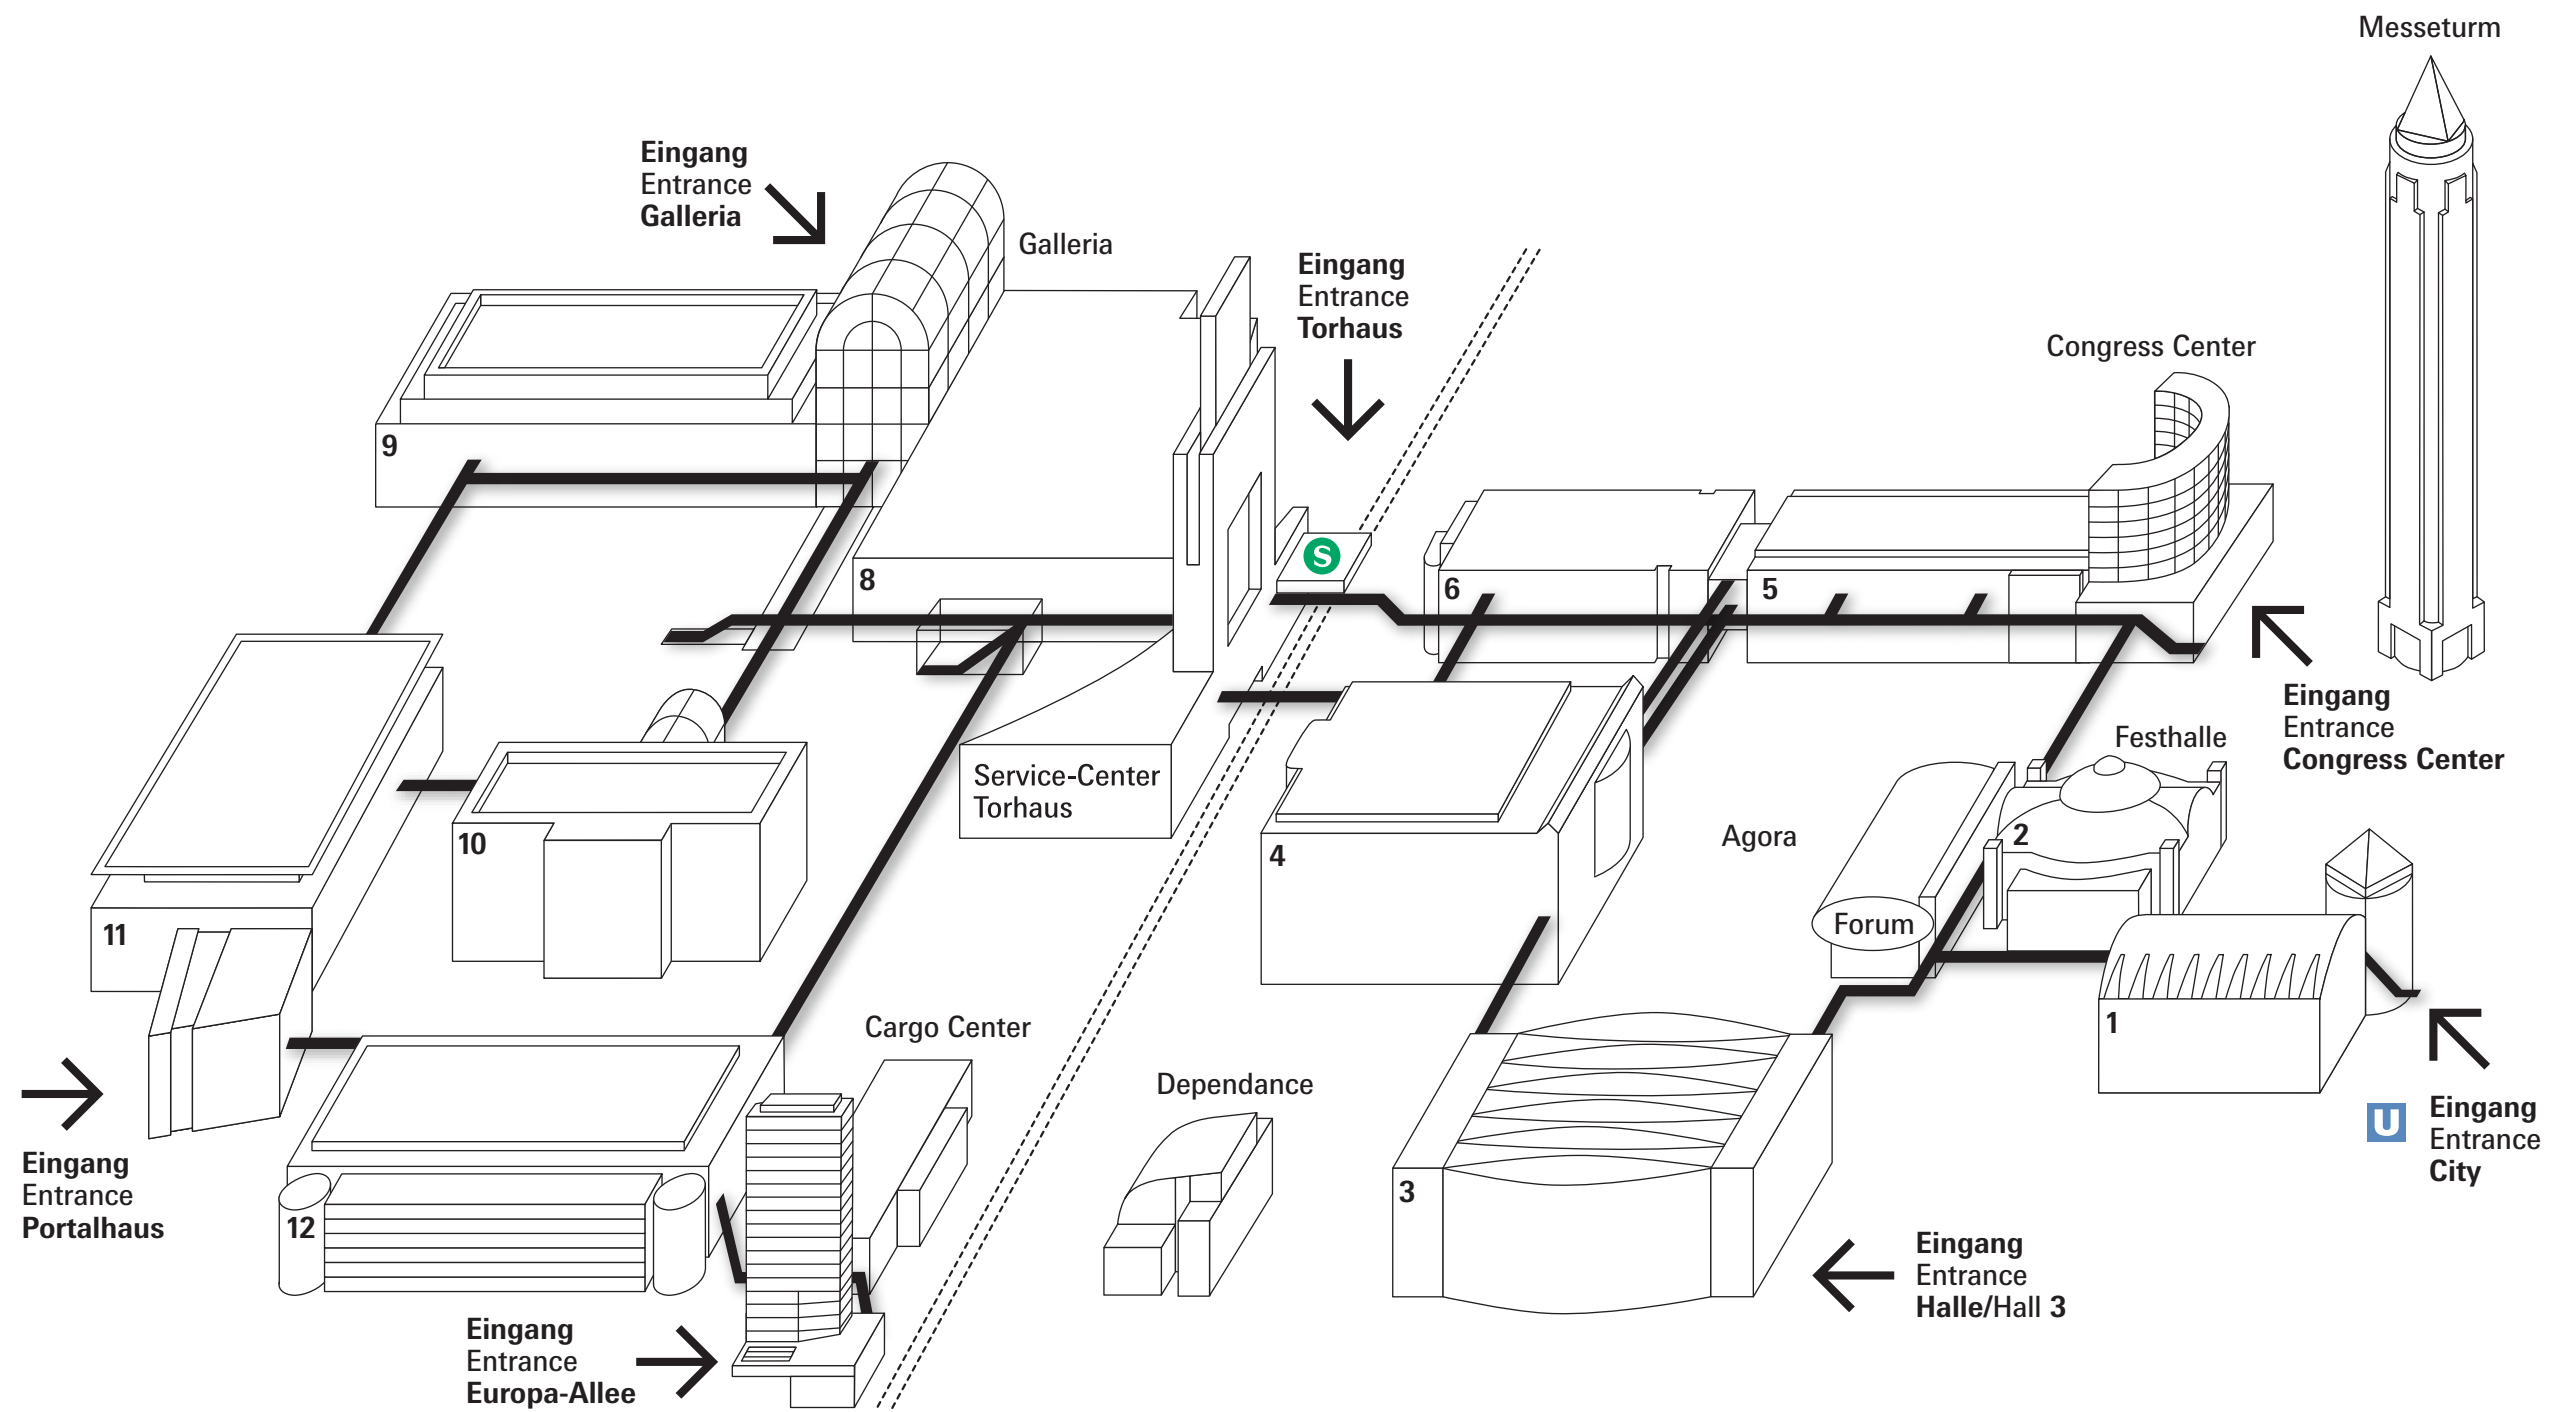 Messeturm
Eingang
Entrance
Galleria
Galleria
Eingang
Entrance
Torhaus
Congress Center
9
S
8
6
5
Eingang
Entrance
Congress Center
Festhalle
Service-Center
Torhaus
10
4
Agora
2
Forum
11
1
Cargo Center
Dependance
U
Eingang
Entrance
City
Eingang
Entrance
Portalhaus
12
3
Eingang
Entrance
Halle/Hall 3
Eingang
Entrance
Europa-Allee